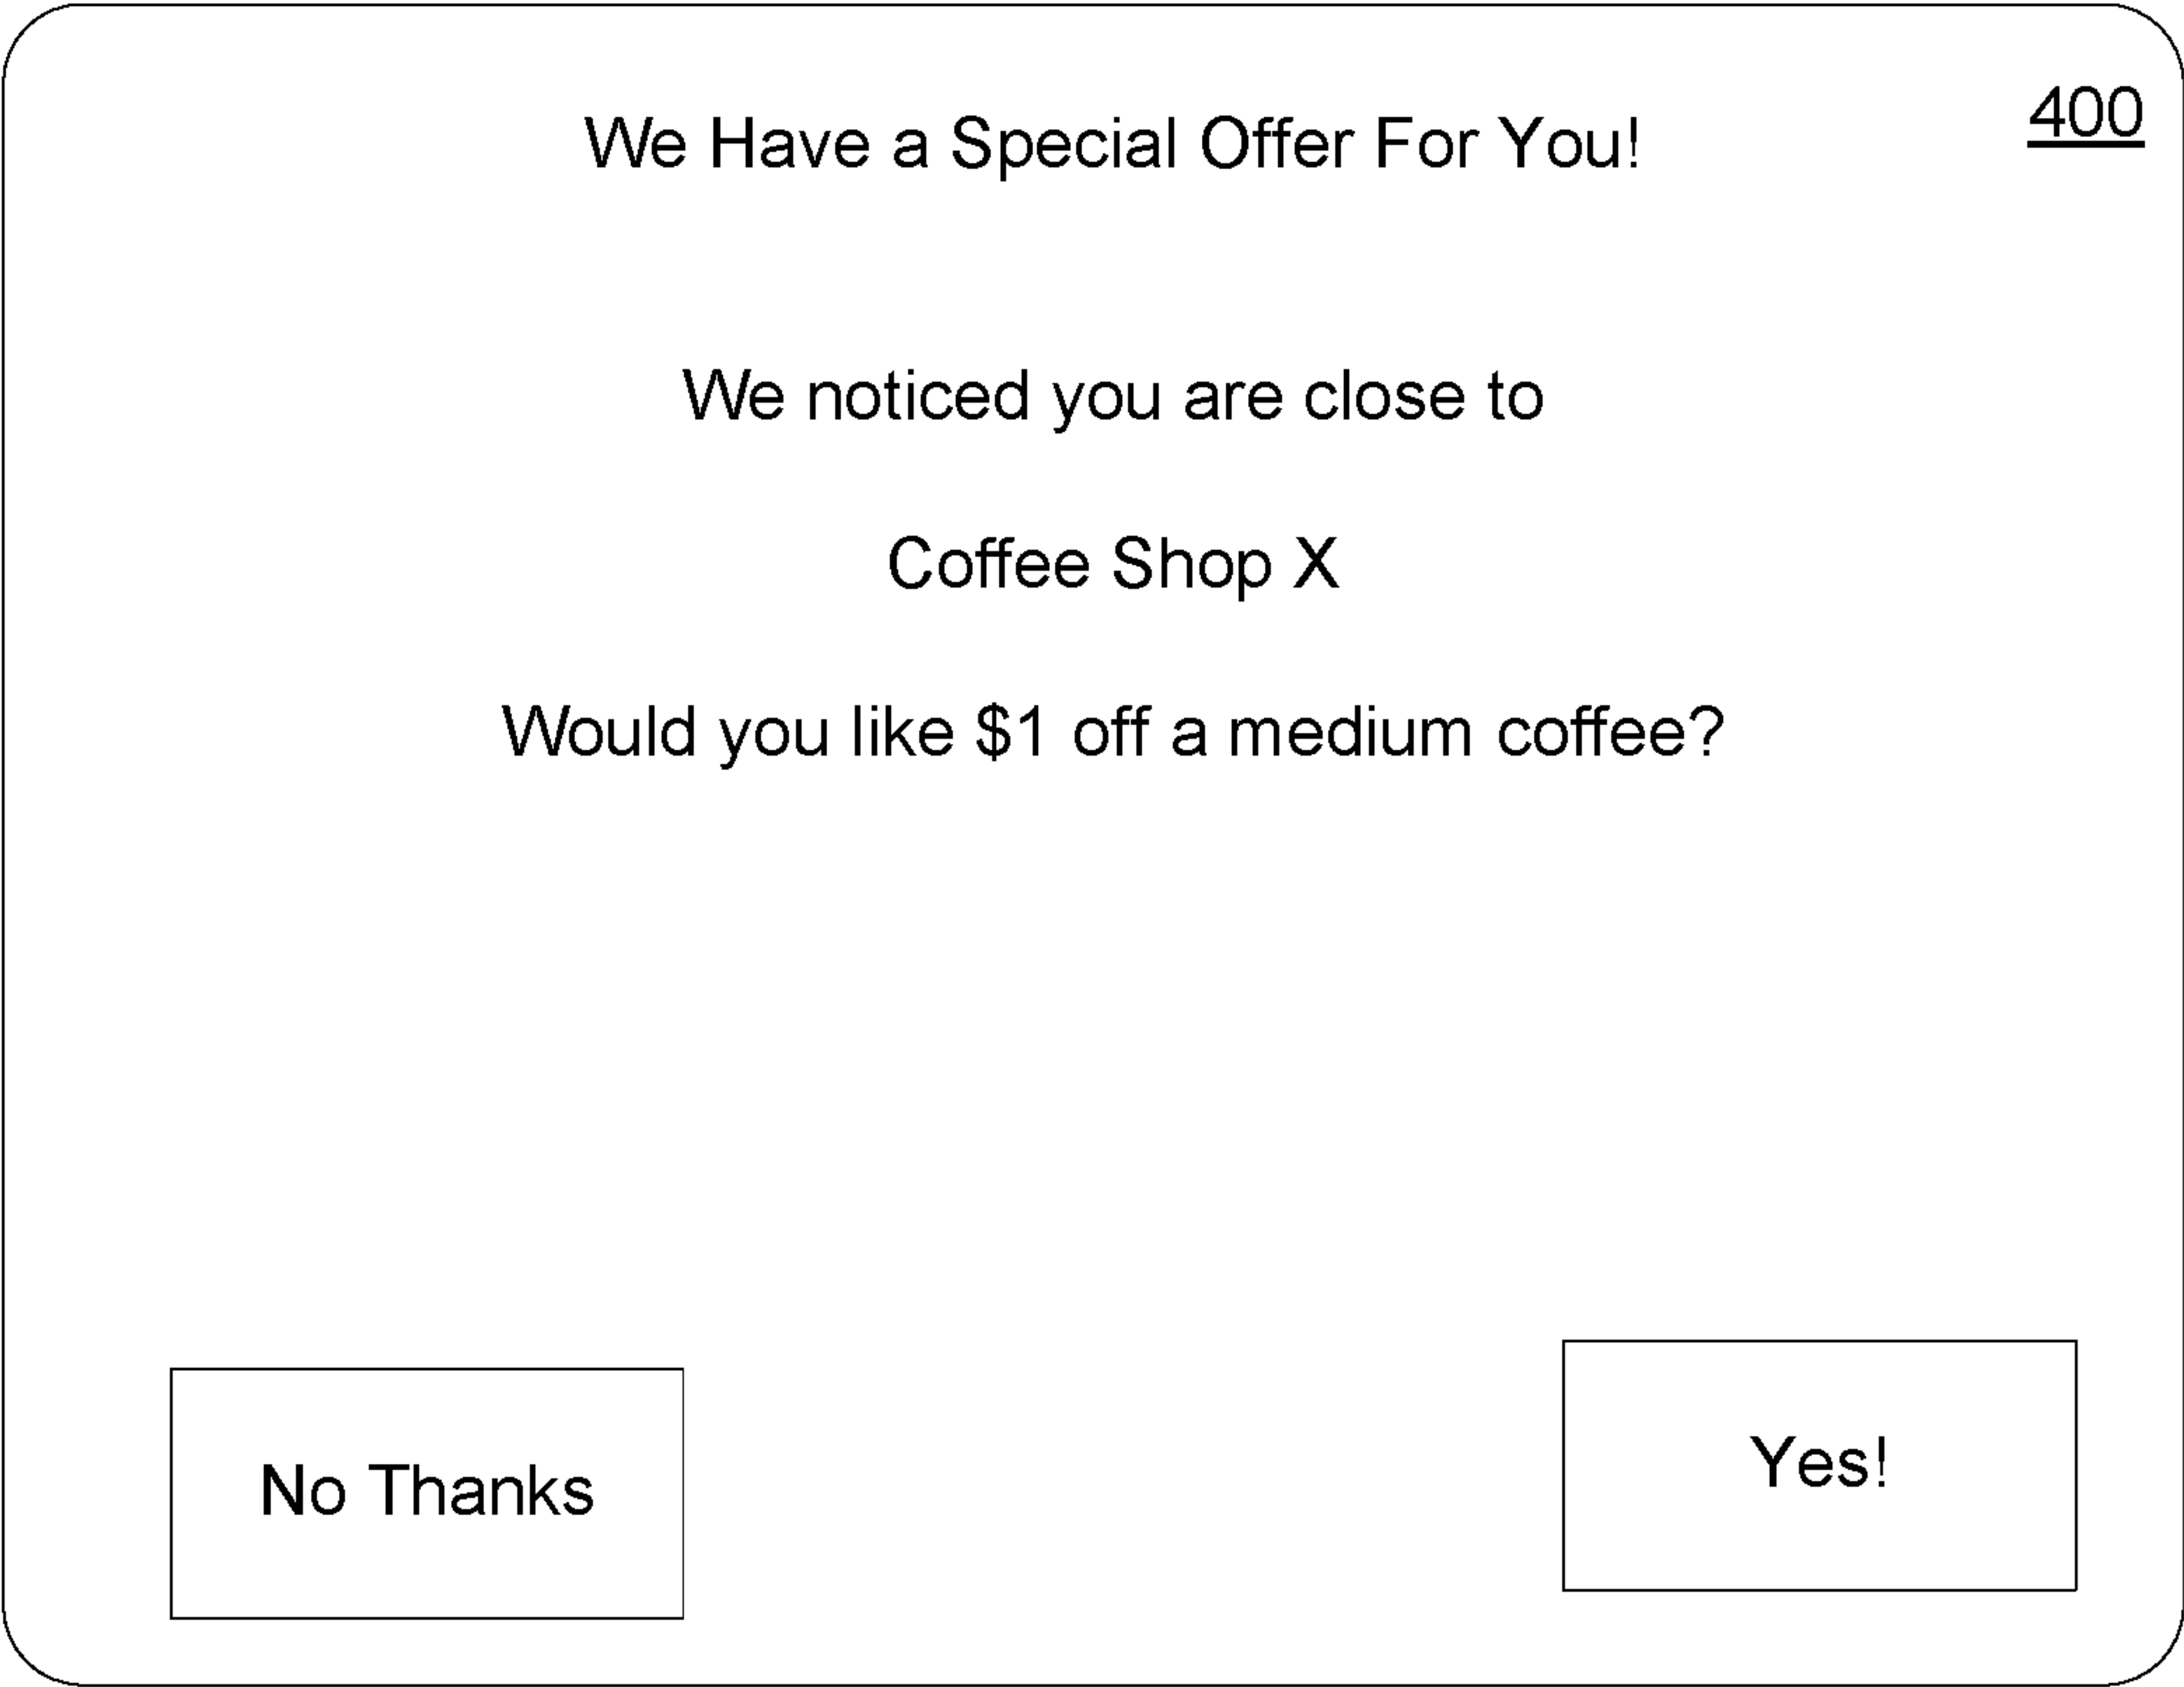 400
We Have a Special Offer For You!
We noticed you are close to
Coffee Shop X
Would you like $1 off a medium coffee?
No Thanks
Yes!